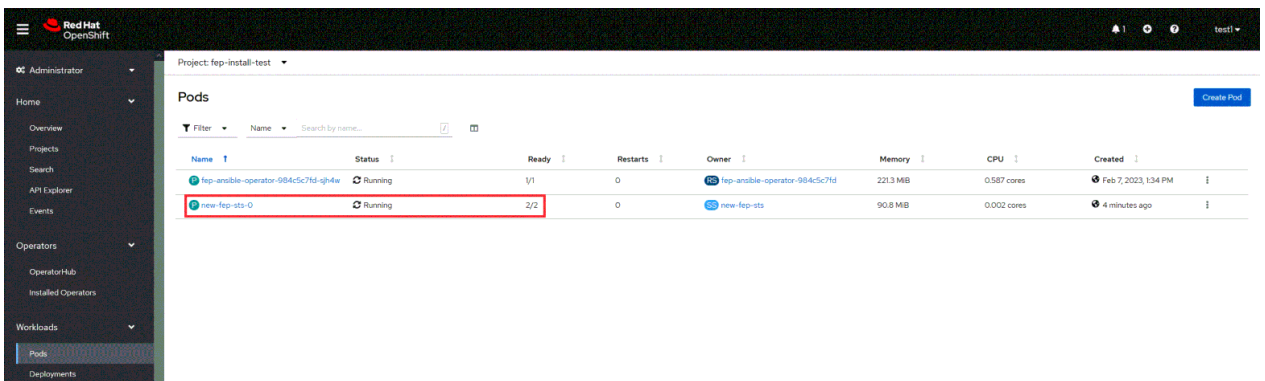 Red Hat
OpenShift
1
test1
Administrator
Home
Overview
Projects
Search
API Explorer
Events
Operators
OperatorHub
Installed Operators
Workloads
Pods
Deployments
Project: fep-install-test
Pods
Create Pod
Filter Name Search by name... /
Name Status Ready Restarts Owner Memory CPU Created
P fep-ansible-operator-984c5c7fd-sjh4w Running 1/1 0 RS fep-ansible-operator-984c5c7fd 221.3 MiB 0.587 cores Feb 7, 2023, 1:34 PM
P new-fep-sts-0 Running 2/2 0 SS new-fep-sts 90.8 MiB 0.002 cores 4 minutes ago